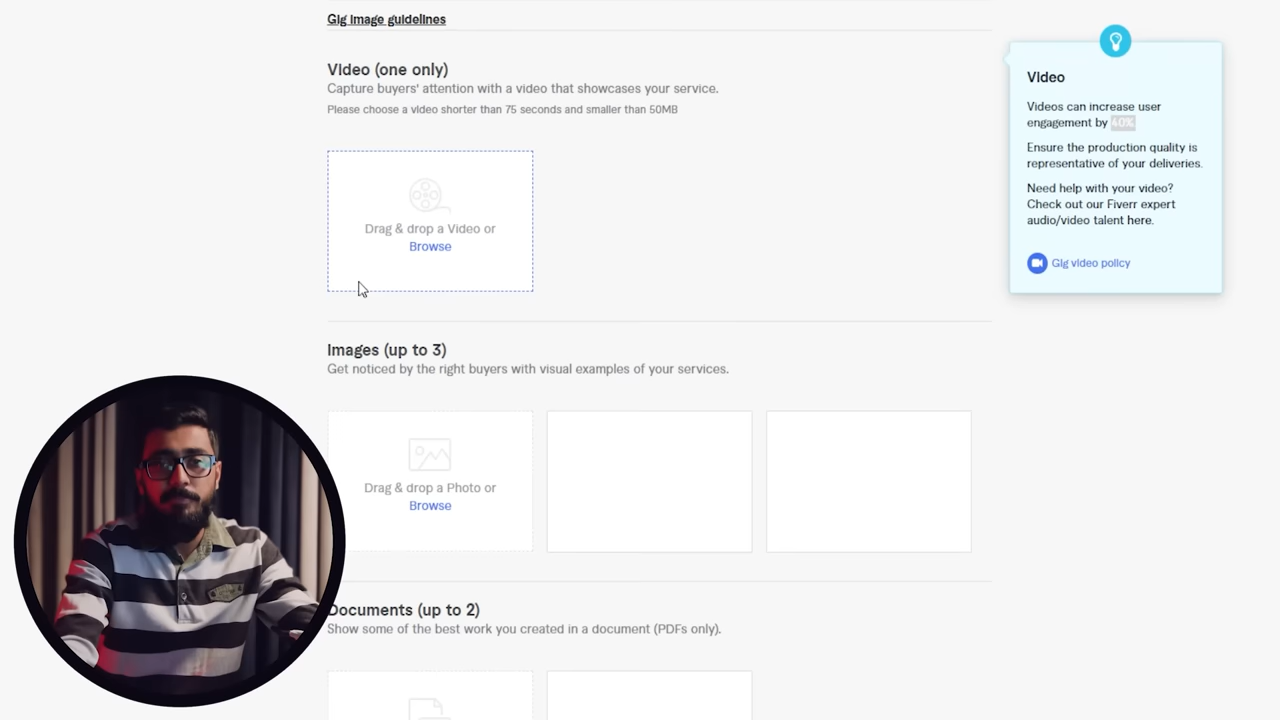 Gig image guidelines
Video (one only)
Capture buyers' attention with a video that showcases your service.
Please choose a video shorter than 75 seconds and smaller than 50MB
Drag & drop a Video or
Browse
Video
Videos can increase user
engagement by 40%.
Ensure the production quality is
representative of your deliveries.
Need help with your video?
Check out our Fiverr expert
audio/video talent here.
Gig video policy
Images (up to 3)
Get noticed by the right buyers with visual examples of your services.
Drag & drop a Photo or
Browse
Documents (up to 2)
Show some of the best work you created in a document (PDFs only).